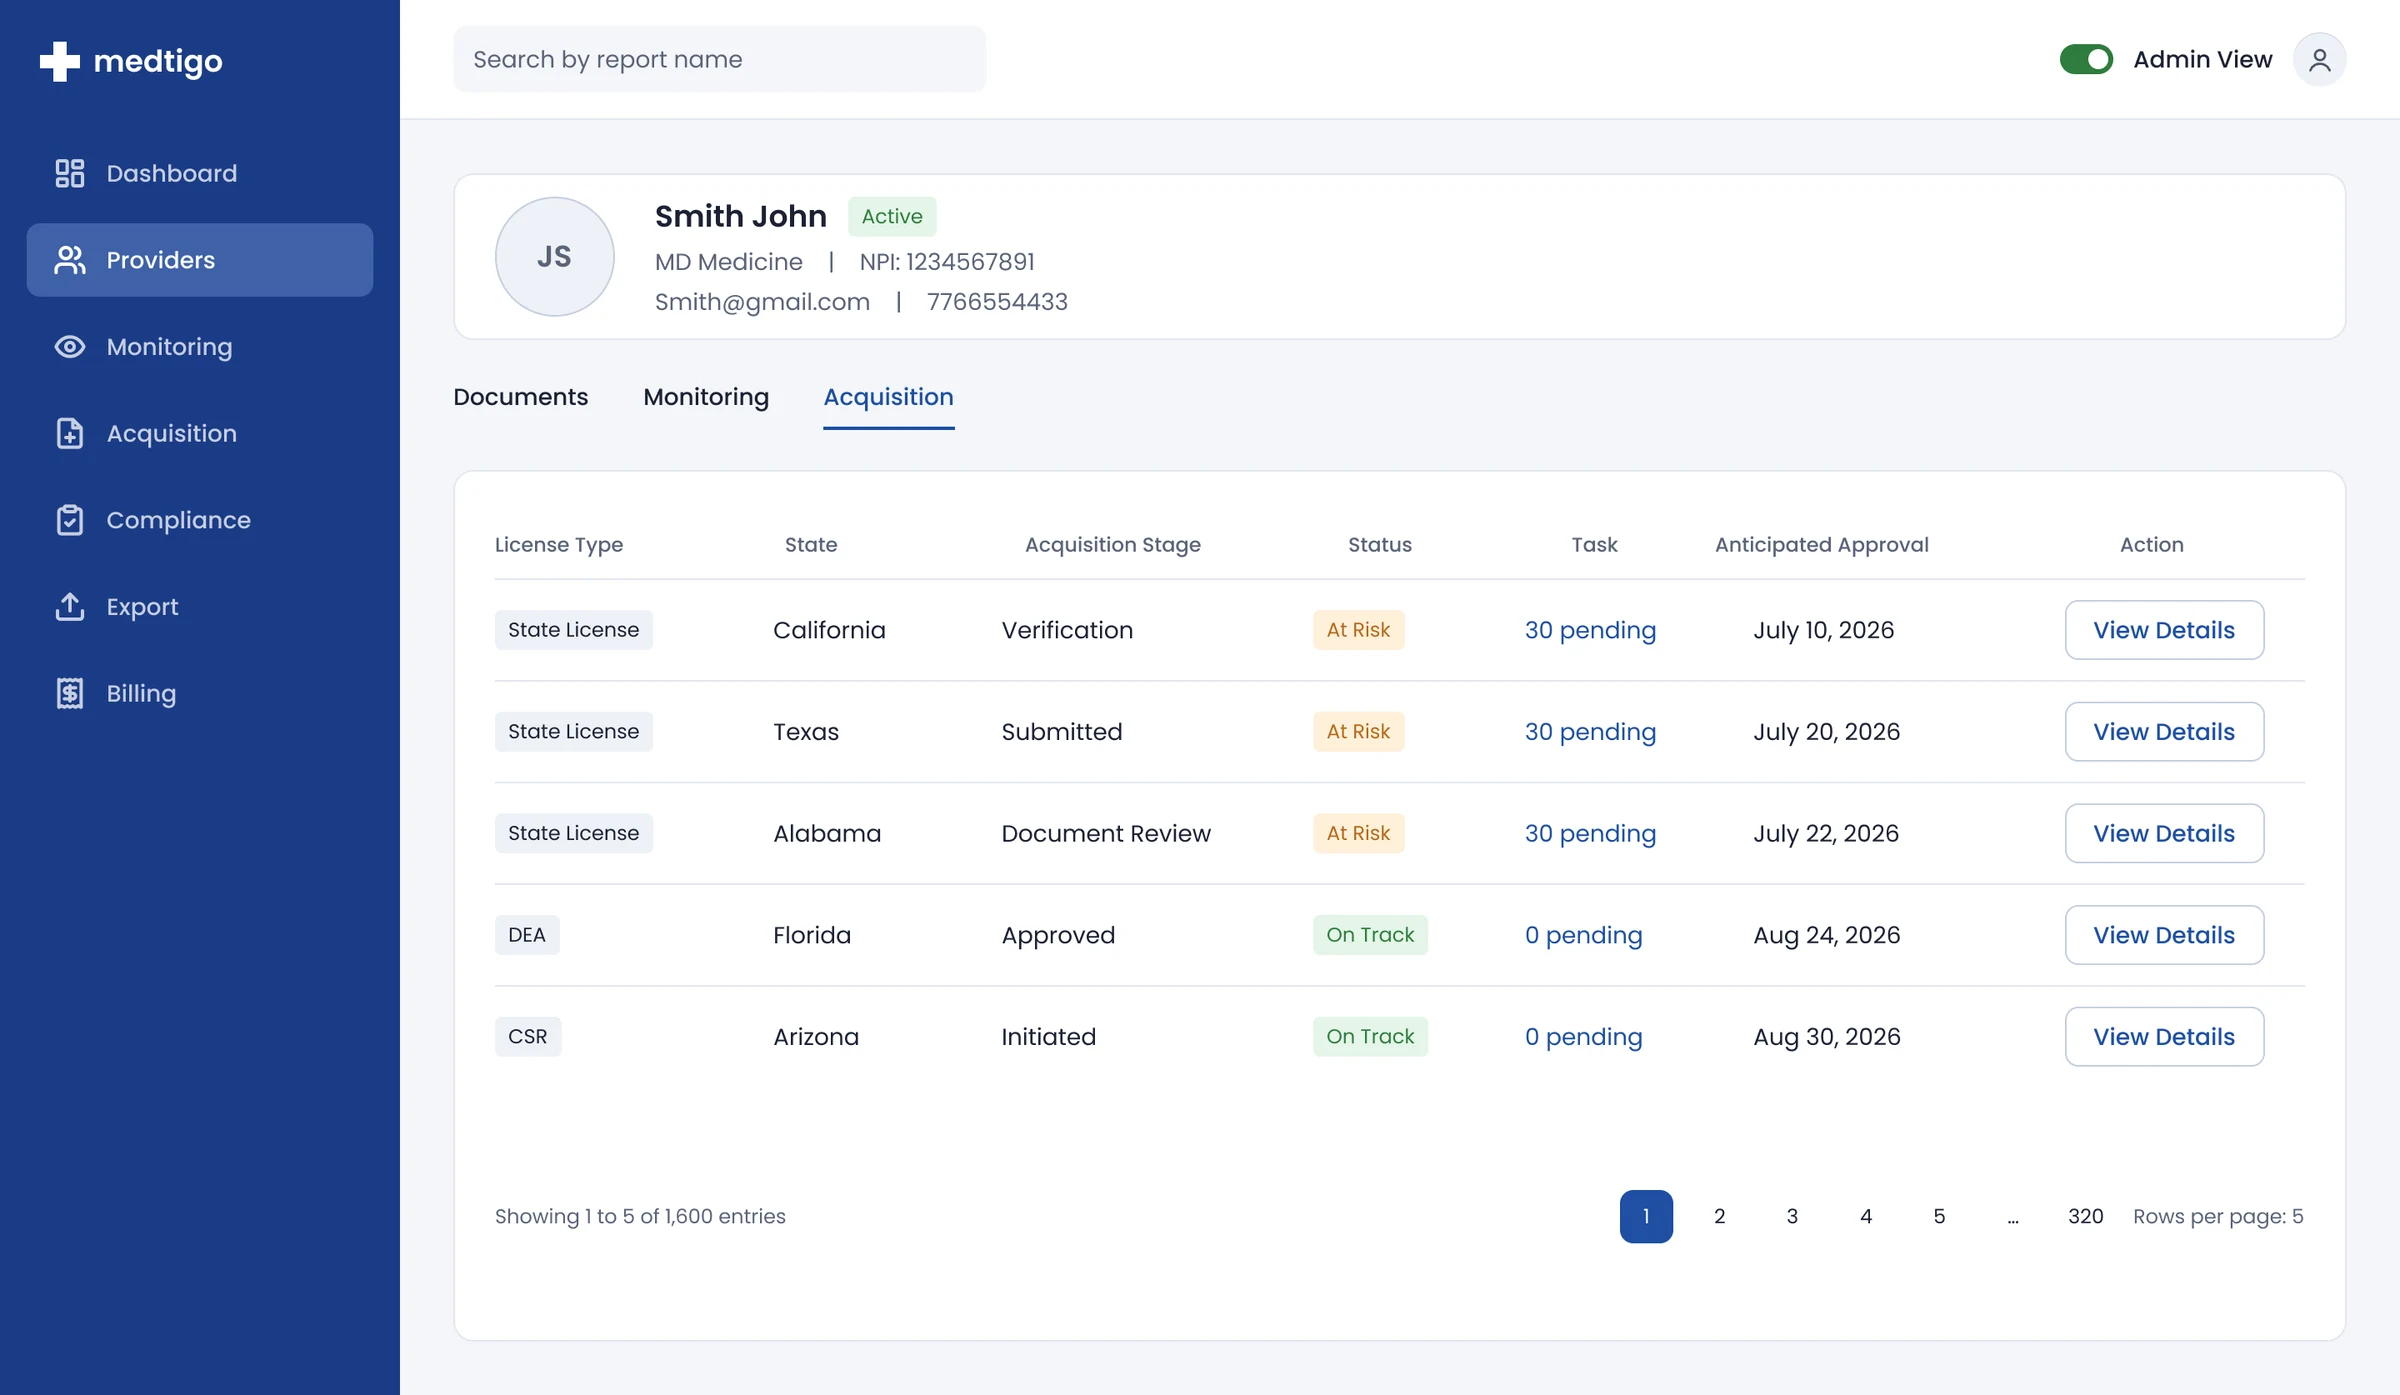 medtigo
Search by report name
Admin View
Dashboard
Providers
Monitoring
Acquisition
Compliance
Export
Billing
JS
Smith John Active
MD Medicine | NPI: 1234567891
Smith@gmail.com | 7766554433
Documents Monitoring Acquisition
License Type State Acquisition Stage Status Task Anticipated Approval Action
State License California Verification At Risk 30 pending July 10, 2026 View Details
State License Texas Submitted At Risk 30 pending July 20, 2026 View Details
State License Alabama Document Review At Risk 30 pending July 22, 2026 View Details
DEA Florida Approved On Track 0 pending Aug 24, 2026 View Details
CSR Arizona Initiated On Track 0 pending Aug 30, 2026 View Details
Showing 1 to 5 of 1,600 entries 1 2 3 4 5 ... 320 Rows per page: 5